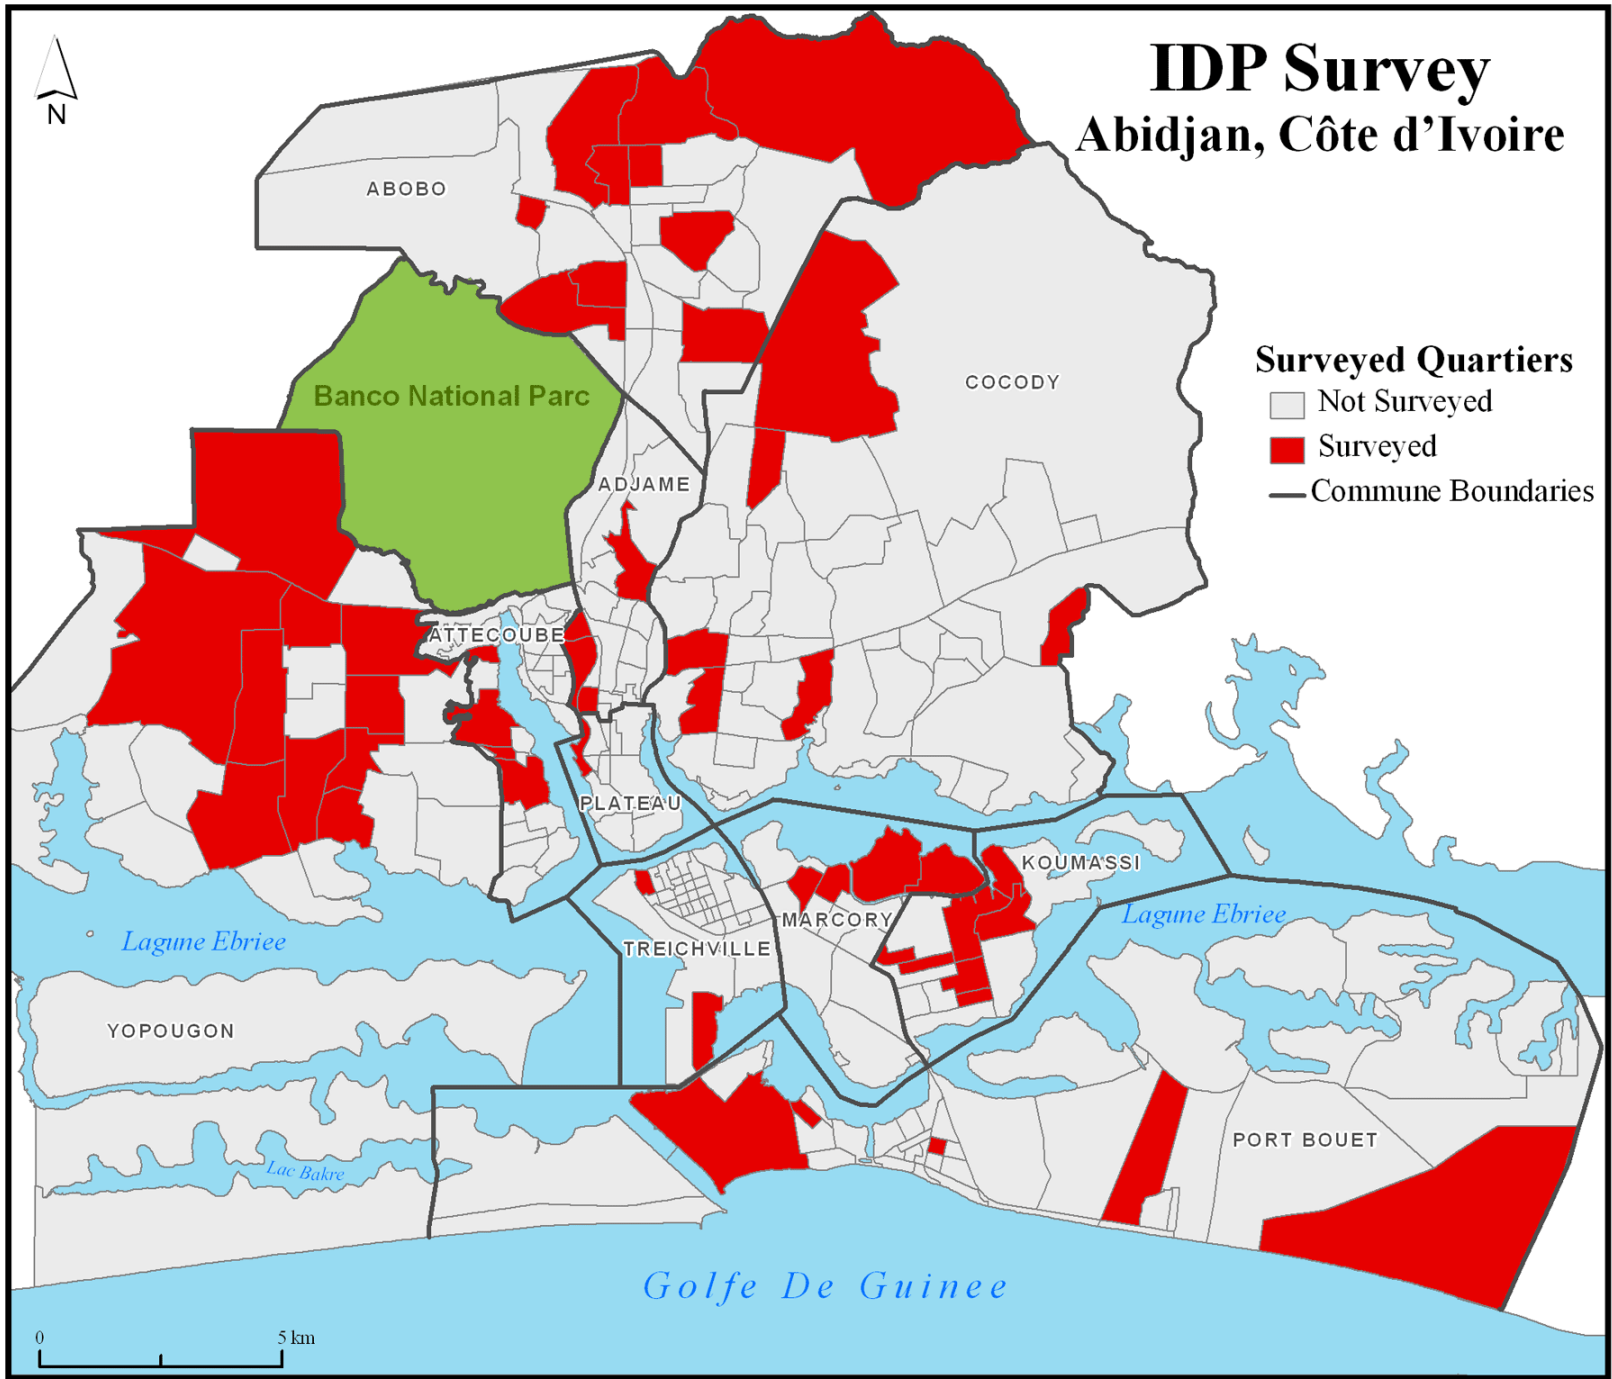 IDP Survey
Abidjan, Côte d’Ivoire
N
ABOBO
Banco National Parc
COCODY
Surveyed Quartiers
Not Surveyed
Surveyed
Commune Boundaries
ADJAME
ATTECOUBE
PLATEAU
KOUMASSI
MARCORY
Lagune Ebriee
Lagune Ebriee
TREICHVILLE
YOPOUGON
PORT BOUET
Lac Bakre
Golfe De Guinee
0
5 km